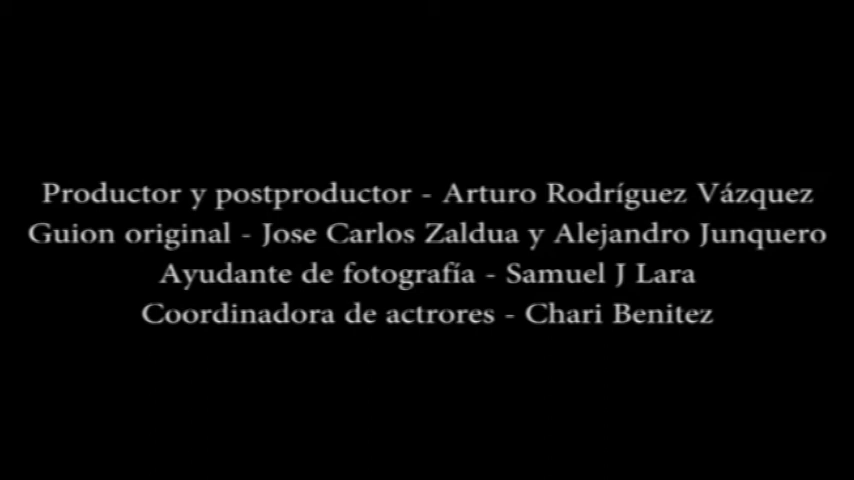 Productor y postproductor - Arturo Rodríguez Vázquez
Guion original - Jose Carlos Zaldua y Alejandro Junquero
Ayudante de fotografía - Samuel J Lara
Coordinadora de actrores - Chari Benitez